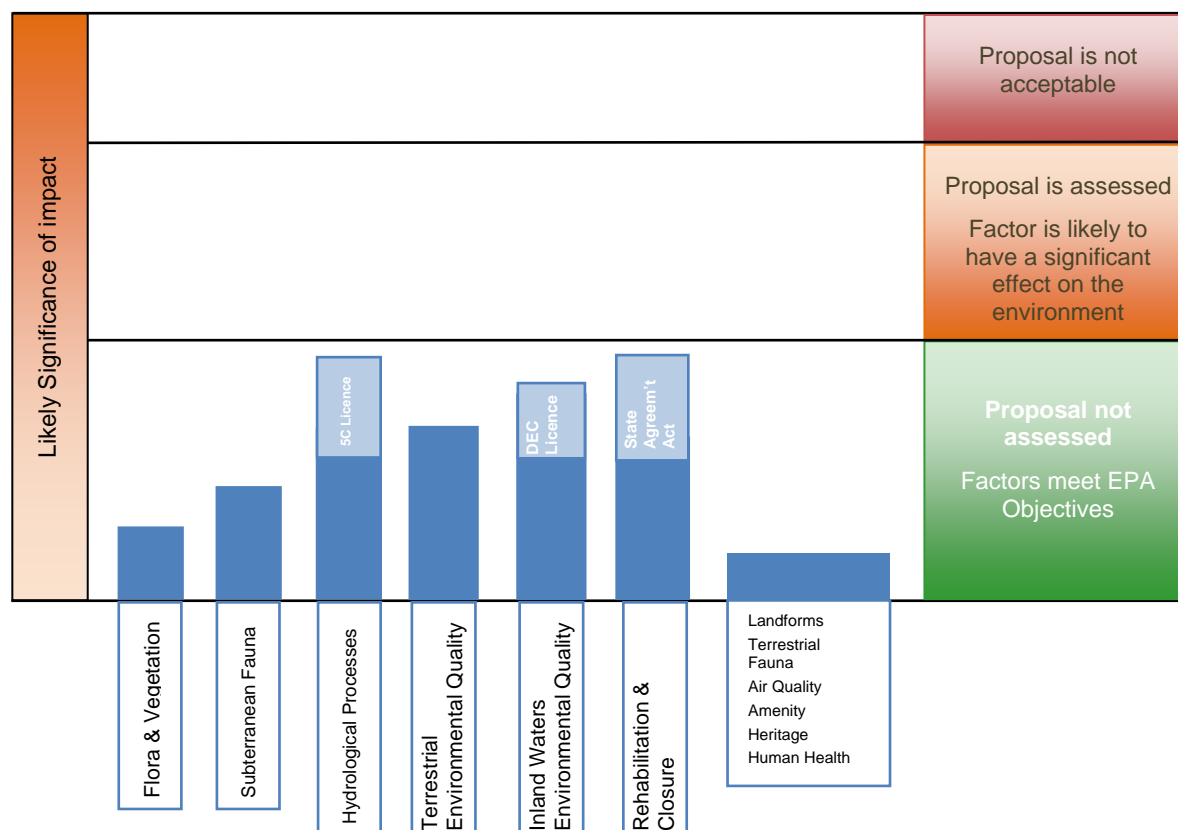 Likely Significance of impact
Proposal is not
acceptable
Proposal is assessed
Factor is likely to
have a significant
effect on the
environment
Proposal not
assessed
Factors meet EPA
Objectives
5C Licence
DEC
Licence
State
Agreem't
Act
Flora & Vegetation
Subterranean Fauna
Hydrological Processes
Terrestrial
Environmental Quality
Inland Waters
Environmental Quality
Rehabilitation &
Closure
Landforms
Terrestrial
Fauna
Air Quality
Amenity
Heritage
Human Health